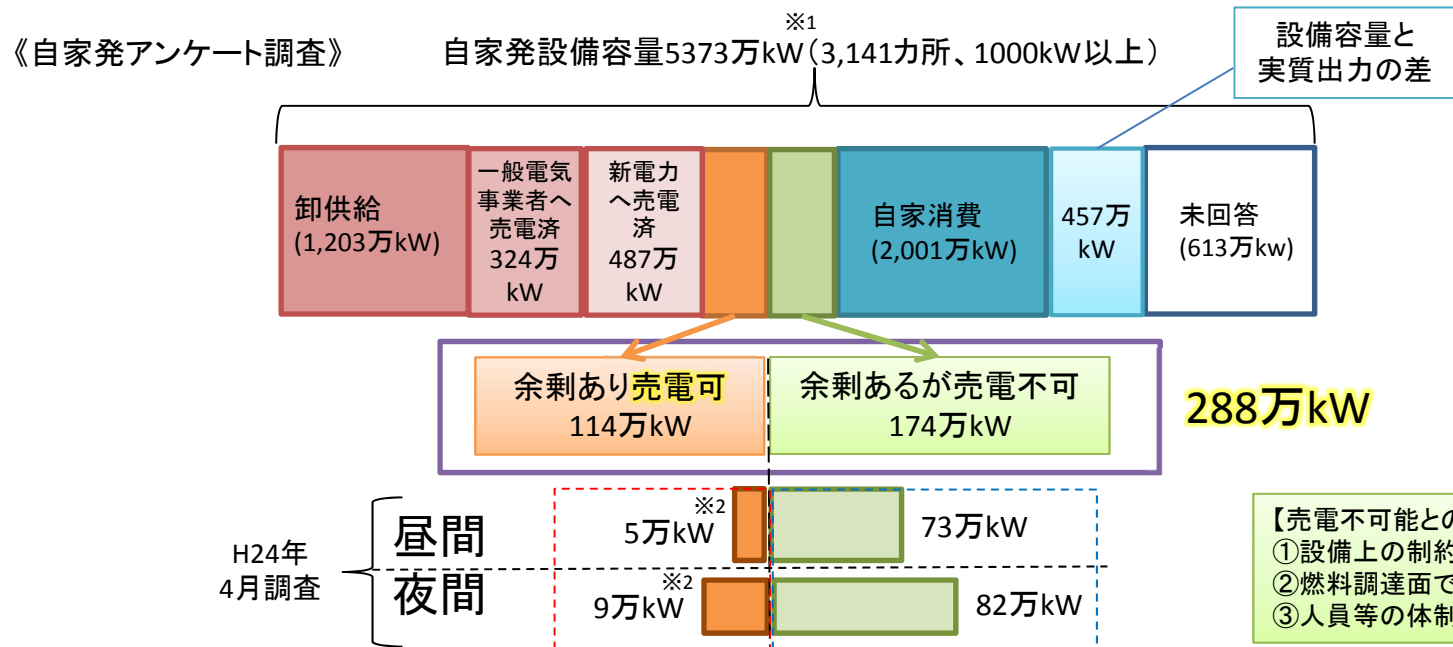 《自家発アンケート調査》
自家発設備容量5373万kW※1(3,141カ所、1000kW以上)
設備容量と
実質出力の差
卸供給
(1,203万kW)
一般電気
事業者へ
売電済
324万
kW
新電力
へ売電
済
487万
kW
自家消費
(2,001万kW)
457万
kW
未回答
(613万kw)
余剰あり売電可
114万kW
余剰あるが売電不可
174万kW
288万kW
H24年
4月調査
昼間
5万kW※2
73万kW
夜間
9万kW※2
82万kW
【売電不可能との
①設備上の制約
②燃料調達面で
③人員等の体制